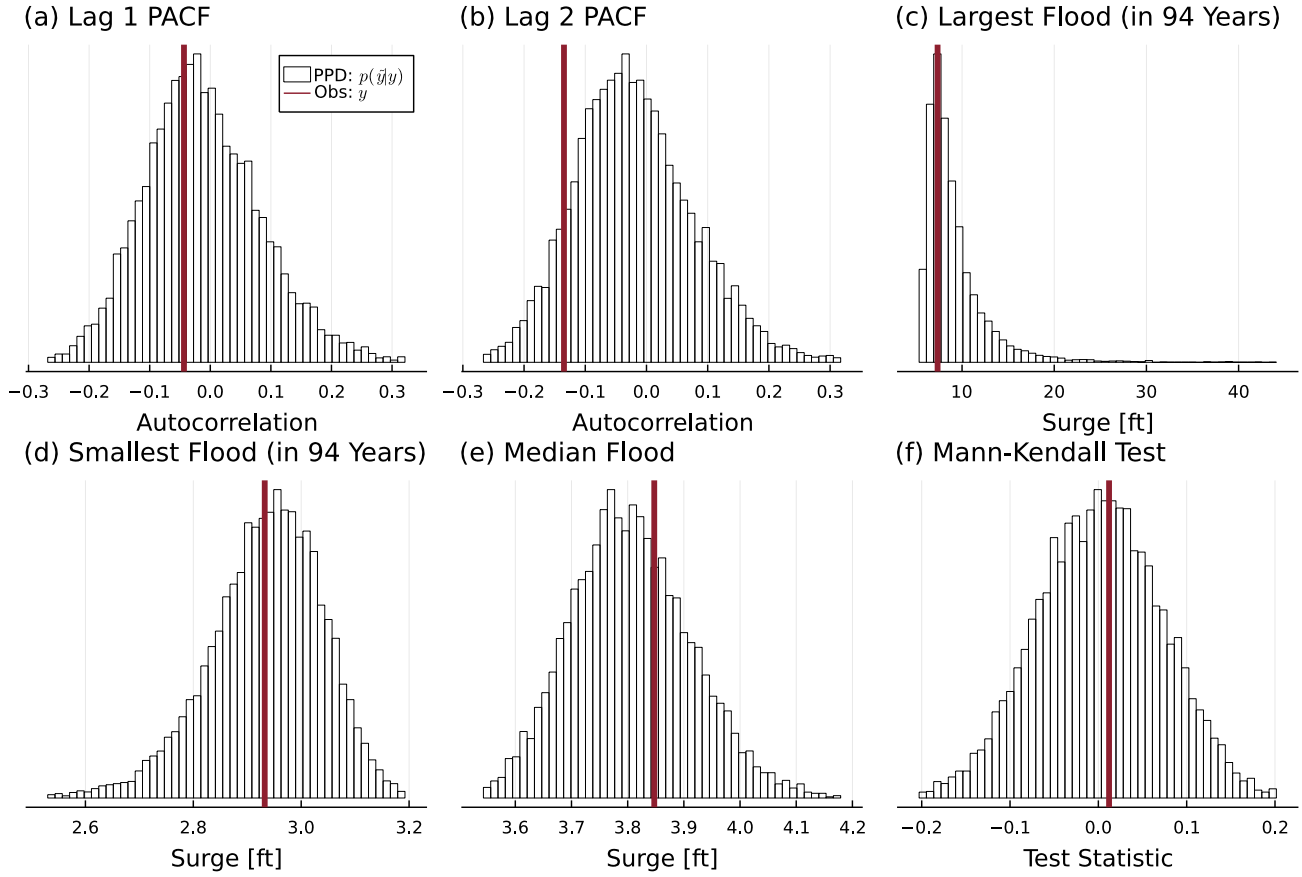 (a) Lag 1 PACF
PPD: p(ỹ|y)
Obs: y
−0.3 −0.2 −0.1 0.0 0.1 0.2 0.3
Autocorrelation
(b) Lag 2 PACF
−0.3 −0.2 −0.1 0.0 0.1 0.2 0.3
Autocorrelation
(c) Largest Flood (in 94 Years)
10 20 30 40
Surge [ft]
(d) Smallest Flood (in 94 Years)
2.6 2.8 3.0 3.2
Surge [ft]
(e) Median Flood
3.6 3.7 3.8 3.9 4.0 4.1 4.2
Surge [ft]
(f) Mann-Kendall Test
−0.2 −0.1 0.0 0.1 0.2
Test Statistic